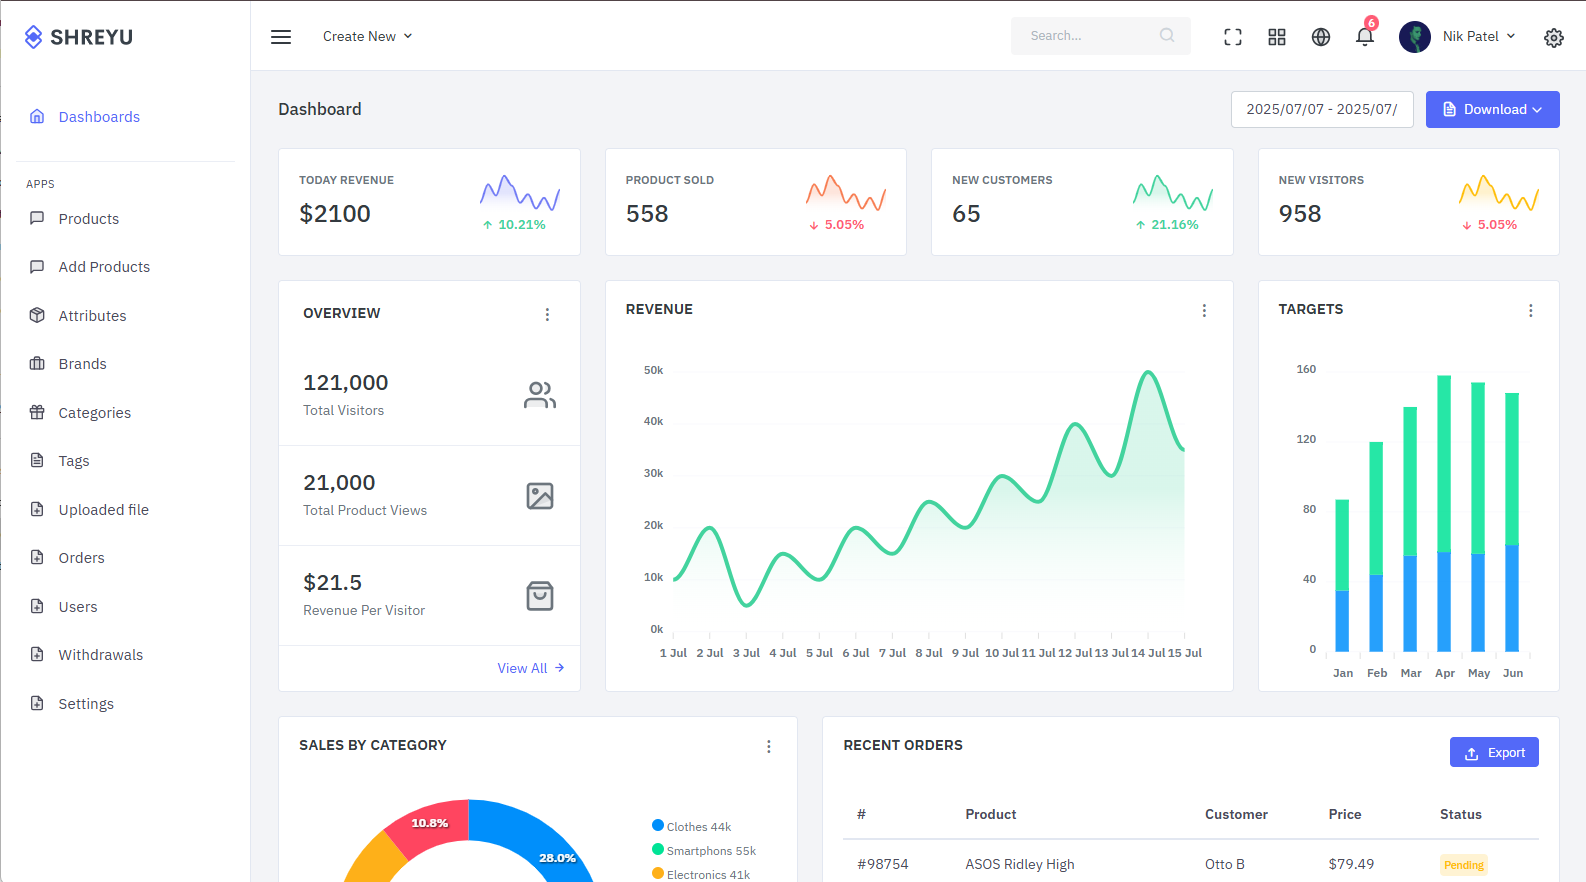 SHREYU
Create New
Search...
6
Nik Patel
Dashboards
APPS
Products
Add Products
Attributes
Brands
Categories
Tags
Uploaded file
Orders
Users
Withdrawals
Settings
Dashboard
2025/07/07 - 2025/07/
Download
TODAY REVENUE
$2100
10.21%
PRODUCT SOLD
558
5.05%
NEW CUSTOMERS
65
21.16%
NEW VISITORS
958
5.05%
OVERVIEW
121,000
Total Visitors
21,000
Total Product Views
$21.5
Revenue Per Visitor
View All
REVENUE
50k
40k
30k
20k
10k
0k
1 Jul 2 Jul 3 Jul 4 Jul 5 Jul 6 Jul 7 Jul 8 Jul 9 Jul 10 Jul 11 Jul 12 Jul 13 Jul 14 Jul 15 Jul
TARGETS
160
120
80
40
0
Jan Feb Mar Apr May Jun
SALES BY CATEGORY
10.8%
28.0%
Clothes 44k
Smartphons 55k
Electronics 41k
RECENT ORDERS
Export
# Product Customer Price Status
#98754 ASOS Ridley High Otto B $79.49 Pending